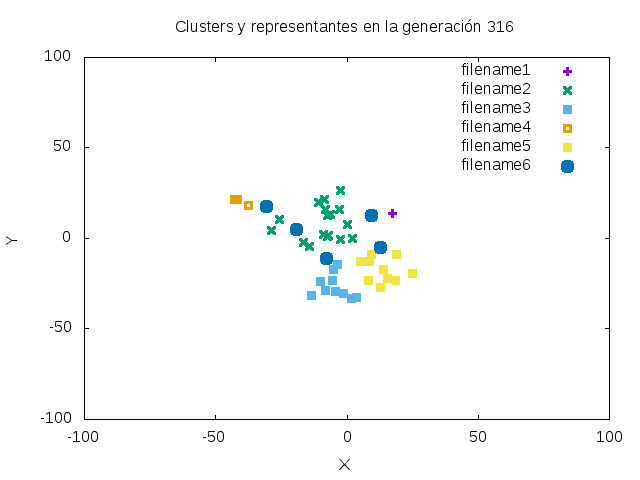 Clusters y representantes en la generación 316
100
50
0
-50
-100
-100
-50
0
50
100
X
Y
filename1
filename2
filename3
filename4
filename5
filename6